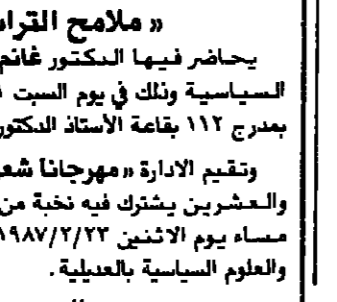 « ملامح الترا
يحاضر فيها الدكتور غانم
السياسية وذلك في يوم السبت
بمدرج ١١٢ بقاعة الأستاذ الدكتور
وتقيم الادارة «مهرجاناً شع
والعشرين يشترك فيه نخبة من
مساء يوم الاثنين ١٩٨٧/٢/٢٣
والعلوم السياسية بالعديلية .